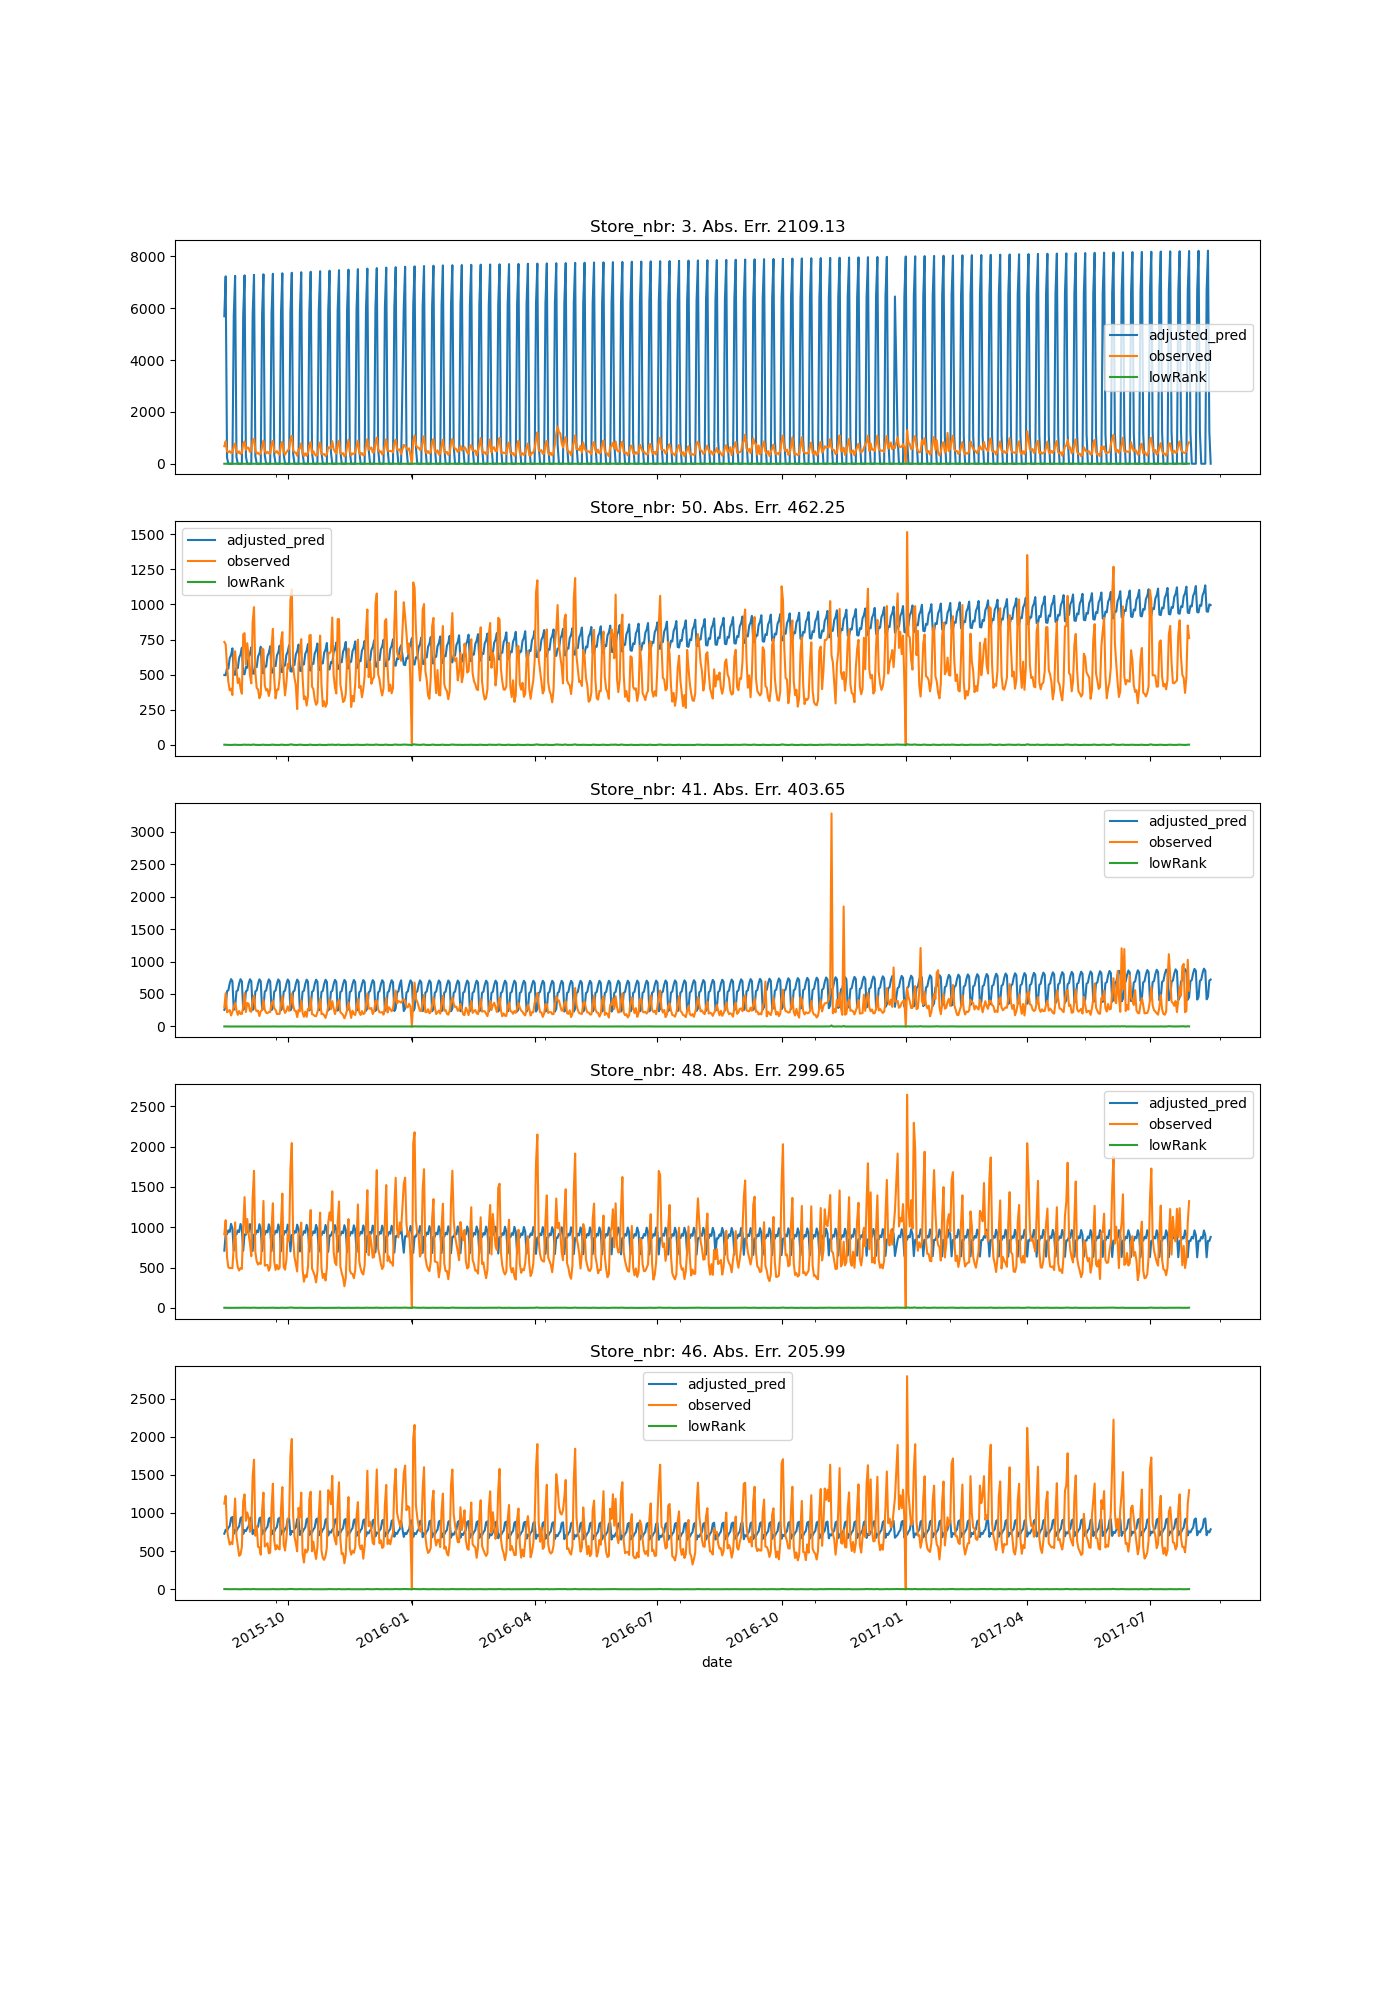 Store_nbr: 3. Abs. Err. 2109.13
8000
6000
4000
2000
0
adjusted_pred
observed
lowRank
Store_nbr: 50. Abs. Err. 462.25
1500
1250
1000
750
500
250
0
adjusted_pred
observed
lowRank
Store_nbr: 41. Abs. Err. 403.65
3000
2500
2000
1500
1000
500
0
adjusted_pred
observed
lowRank
Store_nbr: 48. Abs. Err. 299.65
2500
2000
1500
1000
500
0
adjusted_pred
observed
lowRank
Store_nbr: 46. Abs. Err. 205.99
2500
2000
1500
1000
500
0
adjusted_pred
observed
lowRank
2015-10
2016-01
2016-04
2016-07
2016-10
2017-01
2017-04
2017-07
date